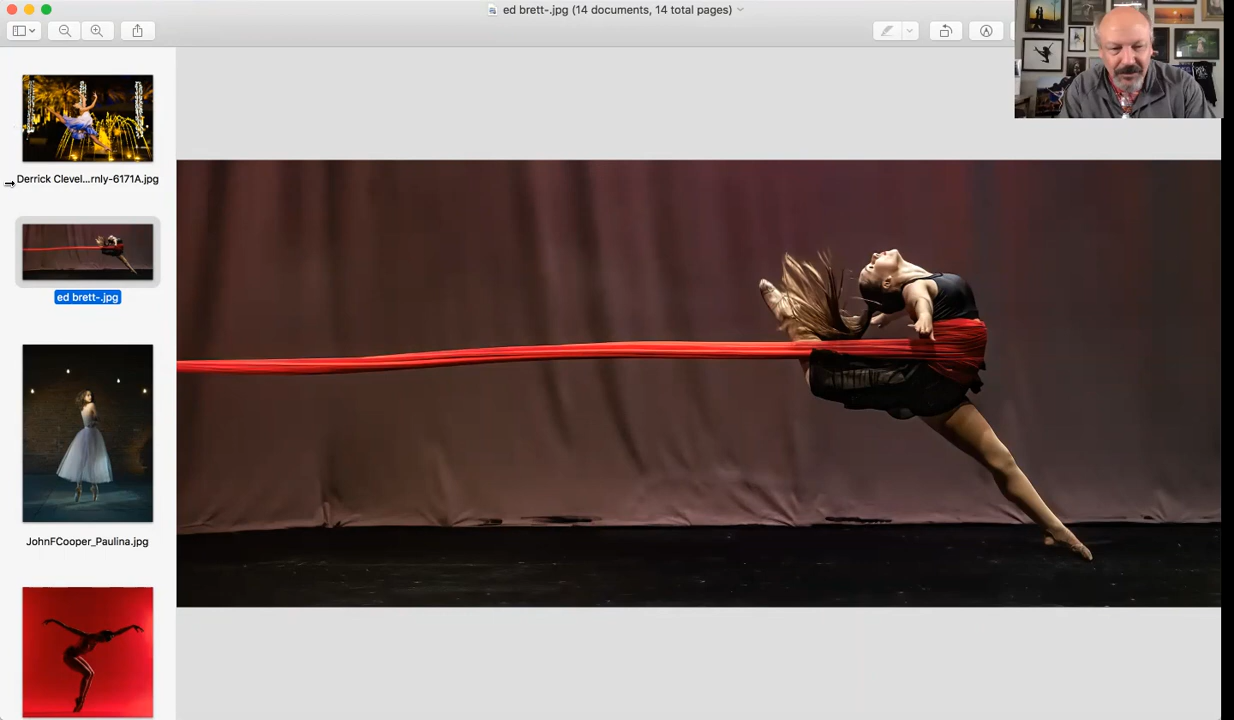 ed brett-.jpg (14 documents, 14 total pages)
Derrick Clevel...rnly-6171A.jpg
ed brett-.jpg
JohnFCooper_Paulina.jpg